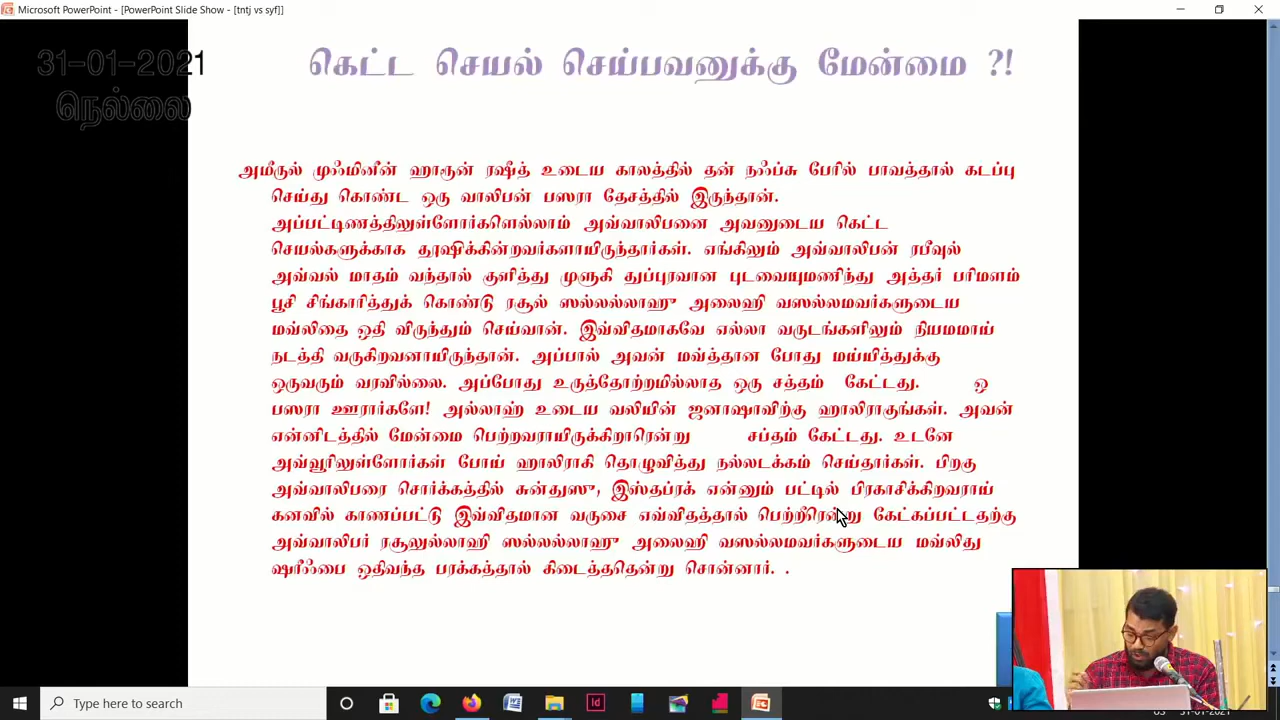 Microsoft PowerPoint - [PowerPoint Slide Show - [tntj vs syf]]
31-01-2021
நெல்லை
கெட்ட செயல் செய்பவனுக்கு மேன்மை ?!
அமீருல் முஃமினீன் ஹாரூன் ரஷீத் உடைய காலத்தில் தன் நஃப்சு பேரில் பாவத்தால் கடப்பு
செய்து கொண்ட ஒரு வாலிபன் பஸரா தேசத்தில் இருந்தான்.
அப்பட்டிணத்திலுள்ளோர்களெல்லாம் அவ்வாலிபனை அவனுடைய கெட்ட
செயல்களுக்காக தூஷிக்கின்றவர்களாயிருந்தார்கள். எங்கிலும் அவ்வாலிபன் ரபீவுல்
அவ்வல் மாதம் வந்தால் குளித்து முளுகி துப்புரவான புடவையுமணிந்து அத்தர் பரிமளம்
பூசி சிங்காரித்துக் கொண்டு ரசூல் ஸல்லல்லாஹு அலைஹி வஸல்லமவர்களுடைய
மவ்லிதை ஒதி விருந்தும் செய்வான். இவ்விதமாகவே எல்லா வருடங்களிலும் நியமமாய்
நடத்தி வருகிறவனாயிருந்தான். அப்பால் அவன் மவ்த்தான போது மய்யித்துக்கு
ஒருவரும் வரவில்லை. அப்போது உருத்தோற்றமில்லாத ஒரு சத்தம் கேட்டது. ஒ
பஸரா ஊரார்களே! அல்லாஹ் உடைய வலியின் ஜனாஷாவிற்கு ஹாலிராகுங்கள். அவன்
என்னிடத்தில் மேன்மை பெற்றவராயிருக்கிறாரென்று சப்தம் கேட்டது. உடனே
அவ்வூரிலுள்ளோர்கள் போய் ஹாலிராகி தொழுவித்து நல்லடக்கம் செய்தார்கள். பிறகு
அவ்வாலிபரை சொர்க்கத்தில் சுன்துஸு, இஸ்தப்ரக் என்னும் பட்டில் பிரகாசிக்கிறவராய்
கனவில் காணப்பட்டு இவ்விதமான வருசை எவ்விதத்தால் பெற்றீரென்று கேட்கப்பட்டதற்கு
அவ்வாலிபர் ரசூலுல்லாஹி ஸல்லல்லாஹு அலைஹி வஸல்லமவர்களுடைய மவ்லிது
ஷரீஃபை ஒதிவந்த பரக்கத்தால் கிடைத்ததென்று சொன்னார். .
Type here to search
31-01-2021